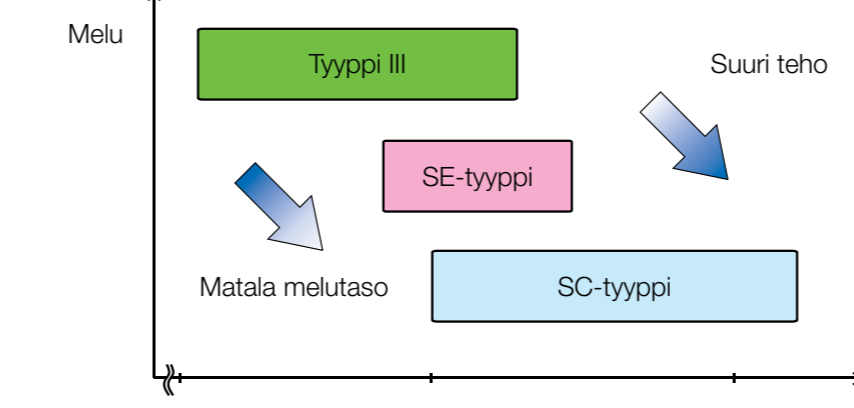 Melu
Tyyppi III
Suuri teho
SE-tyyppi
Matala melutaso
SC-tyyppi